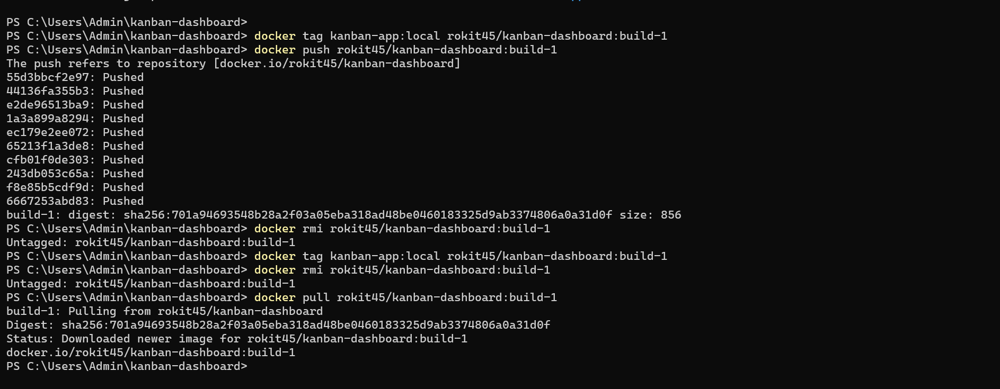 PS C:\Users\Admin\kanban-dashboard>
PS C:\Users\Admin\kanban-dashboard> docker tag kanban-app:local rokit45/kanban-dashboard:build-1
PS C:\Users\Admin\kanban-dashboard> docker push rokit45/kanban-dashboard:build-1
The push refers to repository [docker.io/rokit45/kanban-dashboard]
55d3bbcf2e97: Pushed
44136fa355b3: Pushed
e2de96513ba9: Pushed
1a3a899a8294: Pushed
ec179e2ee072: Pushed
65213f1a3de8: Pushed
cfb01f0de303: Pushed
243db053c65a: Pushed
f8e85b5cdf9d: Pushed
6667253abd83: Pushed
build-1: digest: sha256:701a94693548b28a2f03a05eba318ad48be0460183325d9ab3374806a0a31d0f size: 856
PS C:\Users\Admin\kanban-dashboard> docker rmi rokit45/kanban-dashboard:build-1
Untagged: rokit45/kanban-dashboard:build-1
PS C:\Users\Admin\kanban-dashboard> docker tag kanban-app:local rokit45/kanban-dashboard:build-1
PS C:\Users\Admin\kanban-dashboard> docker rmi rokit45/kanban-dashboard:build-1
Untagged: rokit45/kanban-dashboard:build-1
PS C:\Users\Admin\kanban-dashboard> docker pull rokit45/kanban-dashboard:build-1
build-1: Pulling from rokit45/kanban-dashboard
Digest: sha256:701a94693548b28a2f03a05eba318ad48be0460183325d9ab3374806a0a31d0f
Status: Downloaded newer image for rokit45/kanban-dashboard:build-1
docker.io/rokit45/kanban-dashboard:build-1
PS C:\Users\Admin\kanban-dashboard>